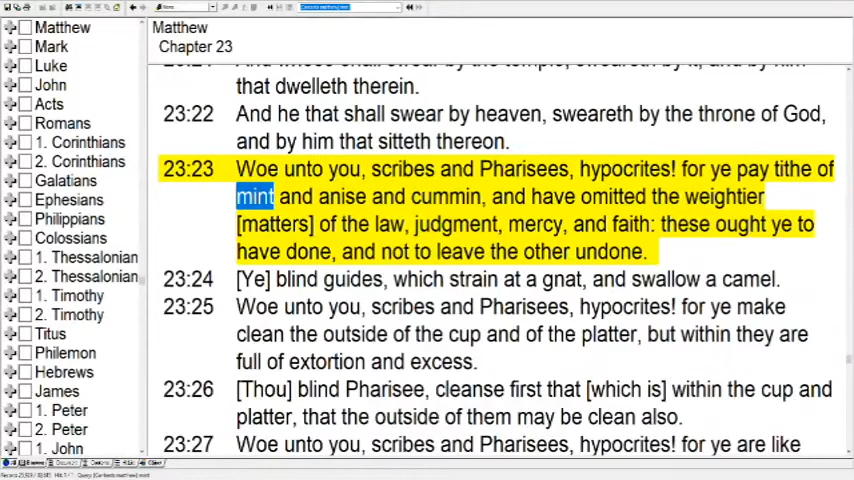 None
Matthew
Mark
Luke
John
Acts
Romans
1. Corinthians
2. Corinthians
Galatians
Ephesians
Philippians
Colossians
1. Thessalonian
2. Thessalonian
1. Timothy
2. Timothy
Titus
Philemon
Hebrews
James
1. Peter
2. Peter
1. John
Matthew
Chapter 23
that dwelleth therein.
23:22 And he that shall swear by heaven, sweareth by the throne of God,
and by him that sitteth thereon.
23:23 Woe unto you, scribes and Pharisees, hypocrites! for ye pay tithe of
mint and anise and cummin, and have omitted the weightier
[matters] of the law, judgment, mercy, and faith: these ought ye to
have done, and not to leave the other undone.
23:24 [Ye] blind guides, which strain at a gnat, and swallow a camel.
23:25 Woe unto you, scribes and Pharisees, hypocrites! for ye make
clean the outside of the cup and of the platter, but within they are
full of extortion and excess.
23:26 [Thou] blind Pharisee, cleanse first that [which is] within the cup and
platter, that the outside of them may be clean also.
23:27 Woe unto you, scribes and Pharisees, hypocrites! for ye are like